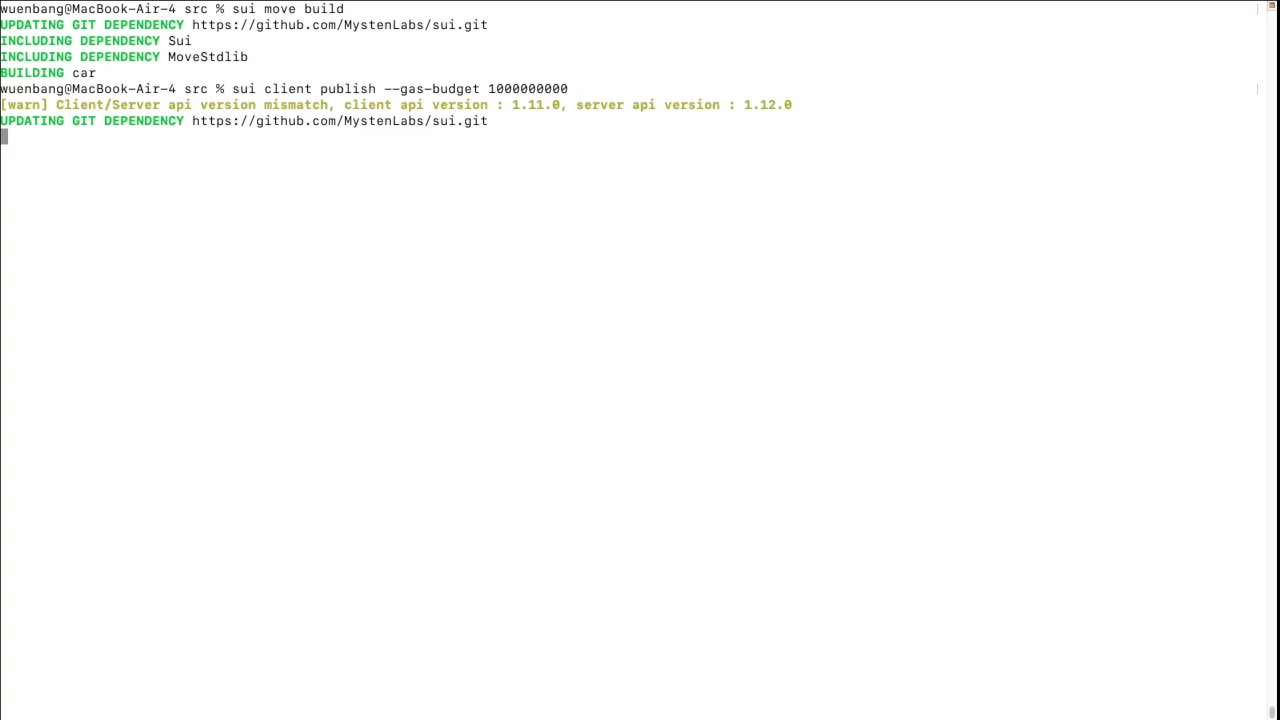 wuenbang@MacBook-Air-4 src % sui move build
UPDATING GIT DEPENDENCY https://github.com/MystenLabs/sui.git
INCLUDING DEPENDENCY Sui
INCLUDING DEPENDENCY MoveStdlib
BUILDING car
wuenbang@MacBook-Air-4 src % sui client publish --gas-budget 1000000000
[warn] Client/Server api version mismatch, client api version : 1.11.0, server api version : 1.12.0
UPDATING GIT DEPENDENCY https://github.com/MystenLabs/sui.git